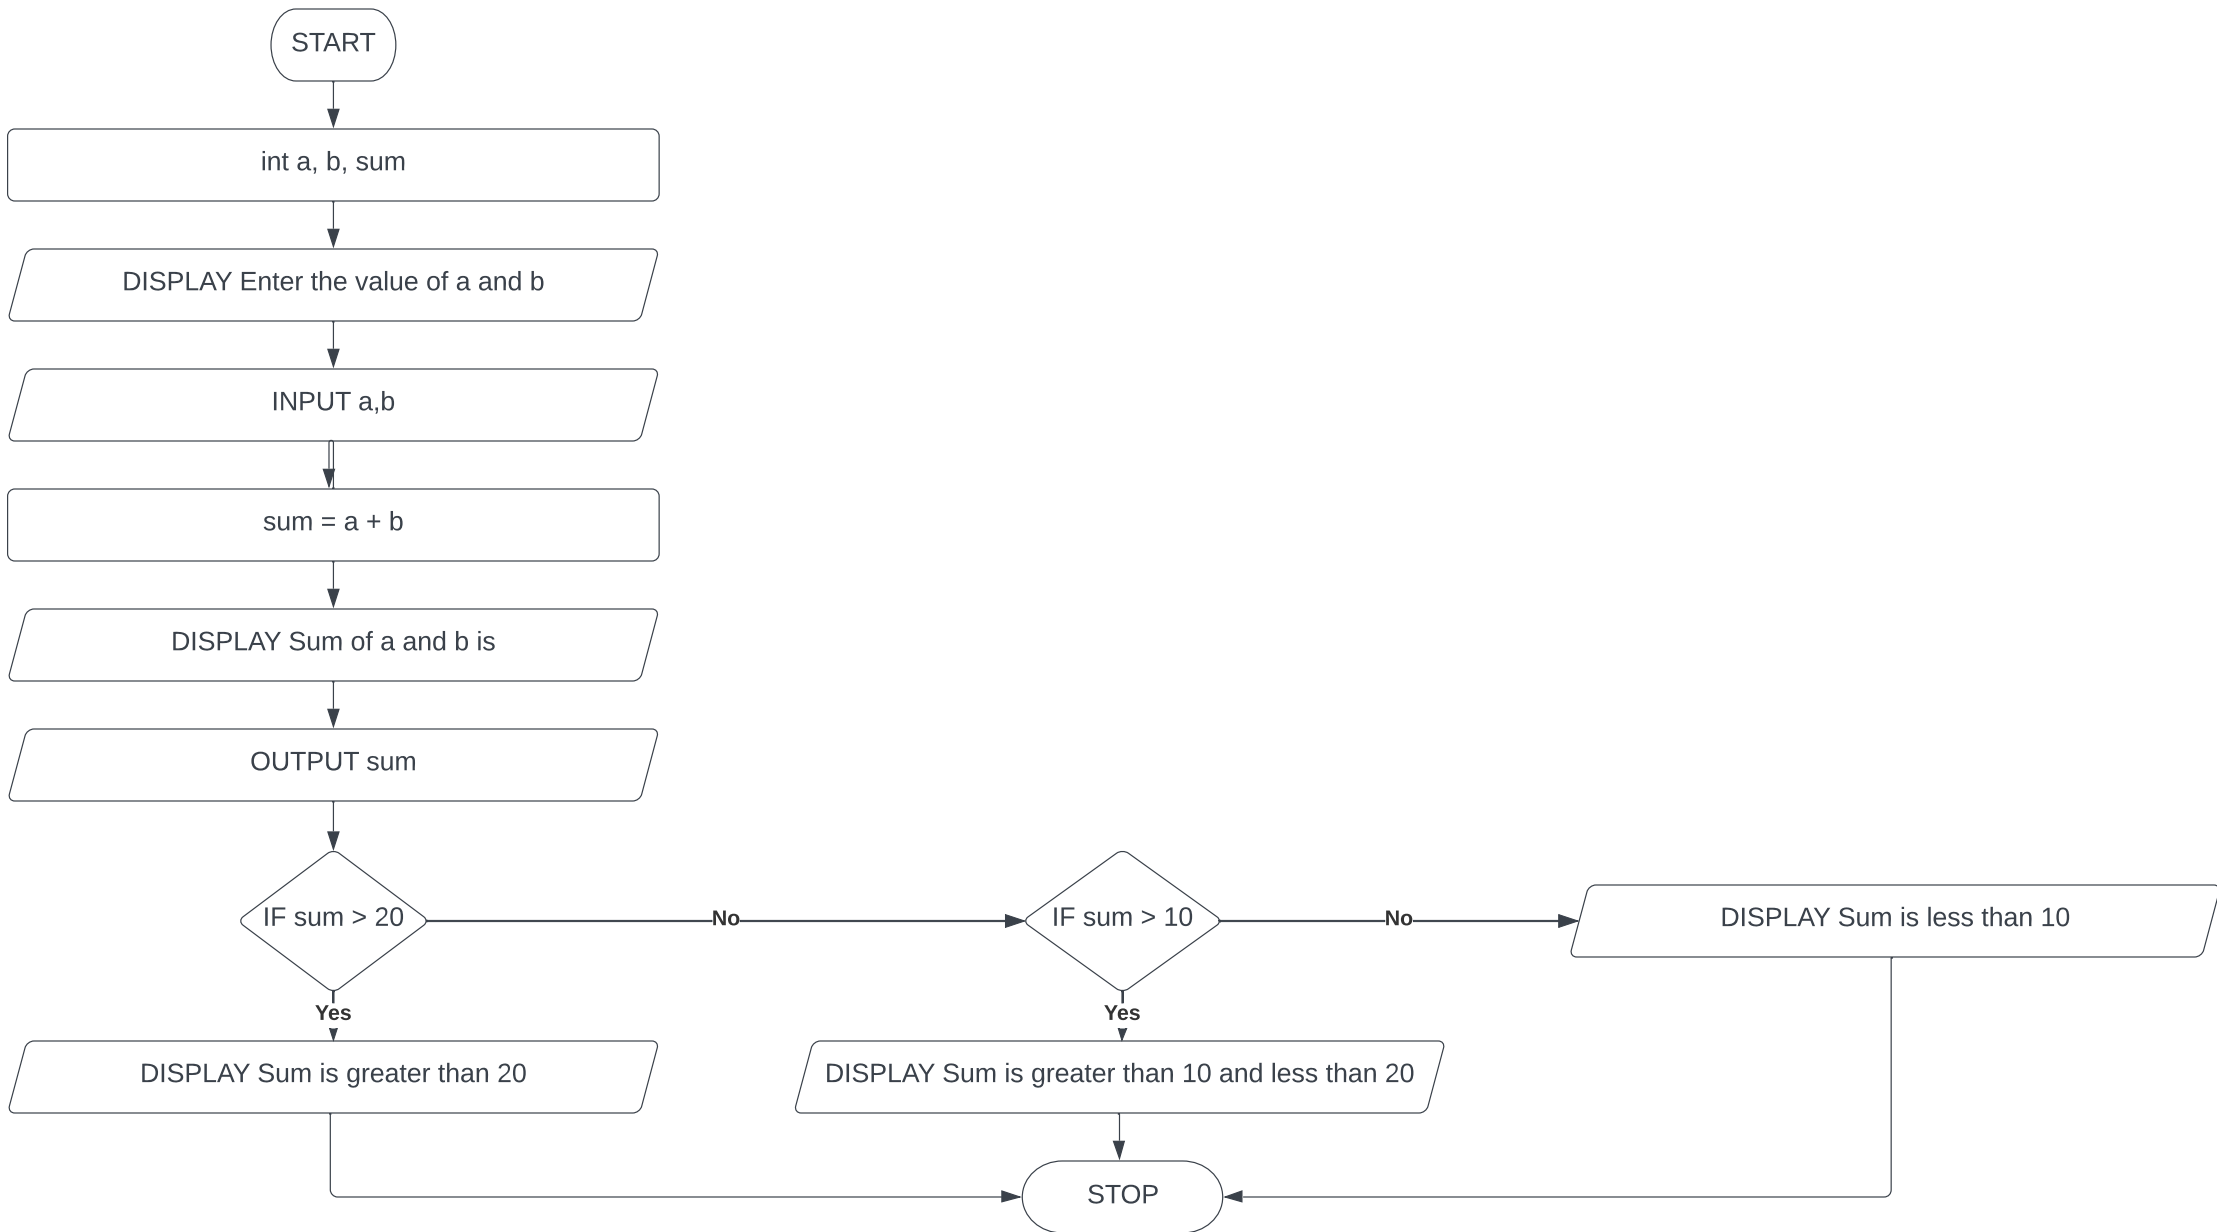 START
int a, b, sum
DISPLAY Enter the value of a and b
INPUT a,b
sum = a + b
DISPLAY Sum of a and b is
OUTPUT sum
IF sum > 20
No
IF sum > 10
No
DISPLAY Sum is less than 10
Yes
Yes
DISPLAY Sum is greater than 20
DISPLAY Sum is greater than 10 and less than 20
STOP